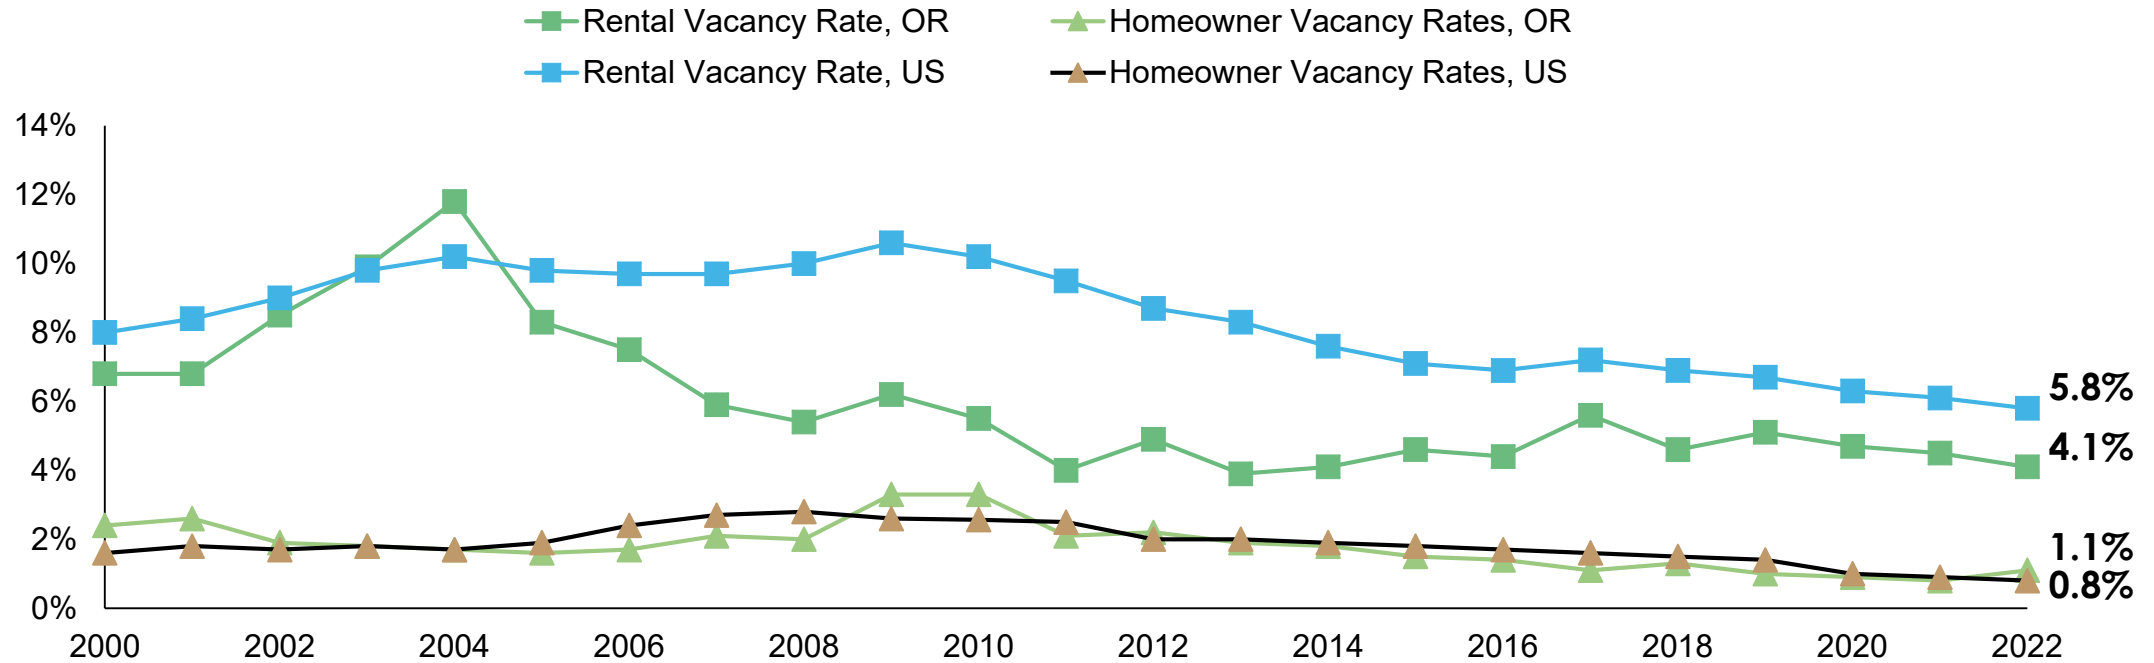 Rental Vacancy Rate, OR
Homeowner Vacancy Rates, OR
Rental Vacancy Rate, US
Homeowner Vacancy Rates, US
14%
12%
10%
8%
6%
4%
2%
0%
5.8%
4.1%
1.1%
0.8%
2000 2002 2004 2006 2008 2010 2012 2014 2016 2018 2020 2022